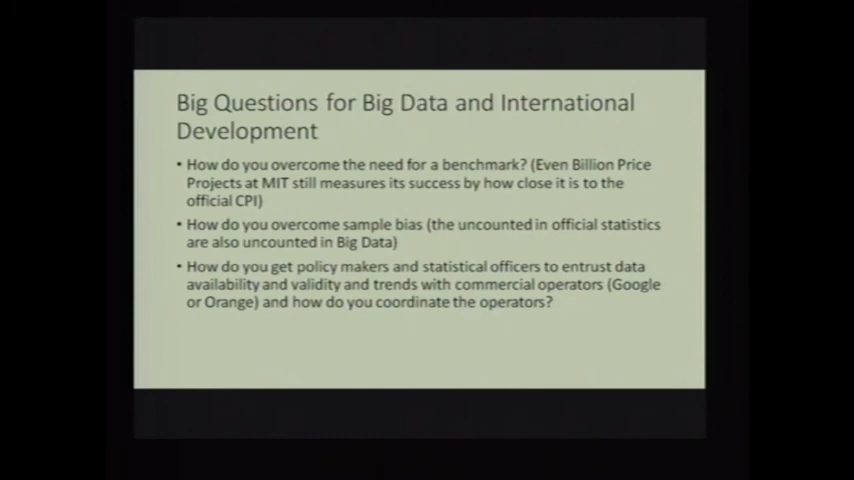 Big Questions for Big Data and International
Development
• How do you overcome the need for a benchmark? (Even Billion Price
Projects at MIT still measures its success by how close it is to the
official CPI)
• How do you overcome sample bias (the uncounted in official statistics
are also uncounted in Big Data)
• How do you get policy makers and statistical officers to entrust data
availability and validity and trends with commercial operators (Google
or Orange) and how do you coordinate the operators?